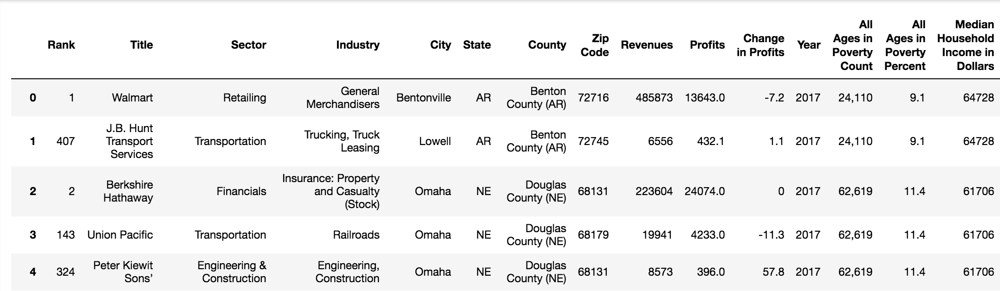 Rank Title Sector Industry City State County Zip Code Revenues Profits Change in Profits Year All Ages in Poverty Count All Ages in Poverty Percent Median Household Income in Dollars
0 1 Walmart Retailing General Merchandisers Bentonville AR Benton County (AR) 72716 485873 13643.0 -7.2 2017 24,110 9.1 64728
1 407 J.B. Hunt Transport Services Transportation Trucking, Truck Leasing Lowell AR Benton County (AR) 72745 6556 432.1 1.1 2017 24,110 9.1 64728
2 2 Berkshire Hathaway Financials Insurance: Property and Casualty (Stock) Omaha NE Douglas County (NE) 68131 223604 24074.0 0 2017 62,619 11.4 61706
3 143 Union Pacific Transportation Railroads Omaha NE Douglas County (NE) 68179 19941 4233.0 -11.3 2017 62,619 11.4 61706
4 324 Peter Kiewit Sons’ Engineering & Construction Engineering, Construction Omaha NE Douglas County (NE) 68131 8573 396.0 57.8 2017 62,619 11.4 61706